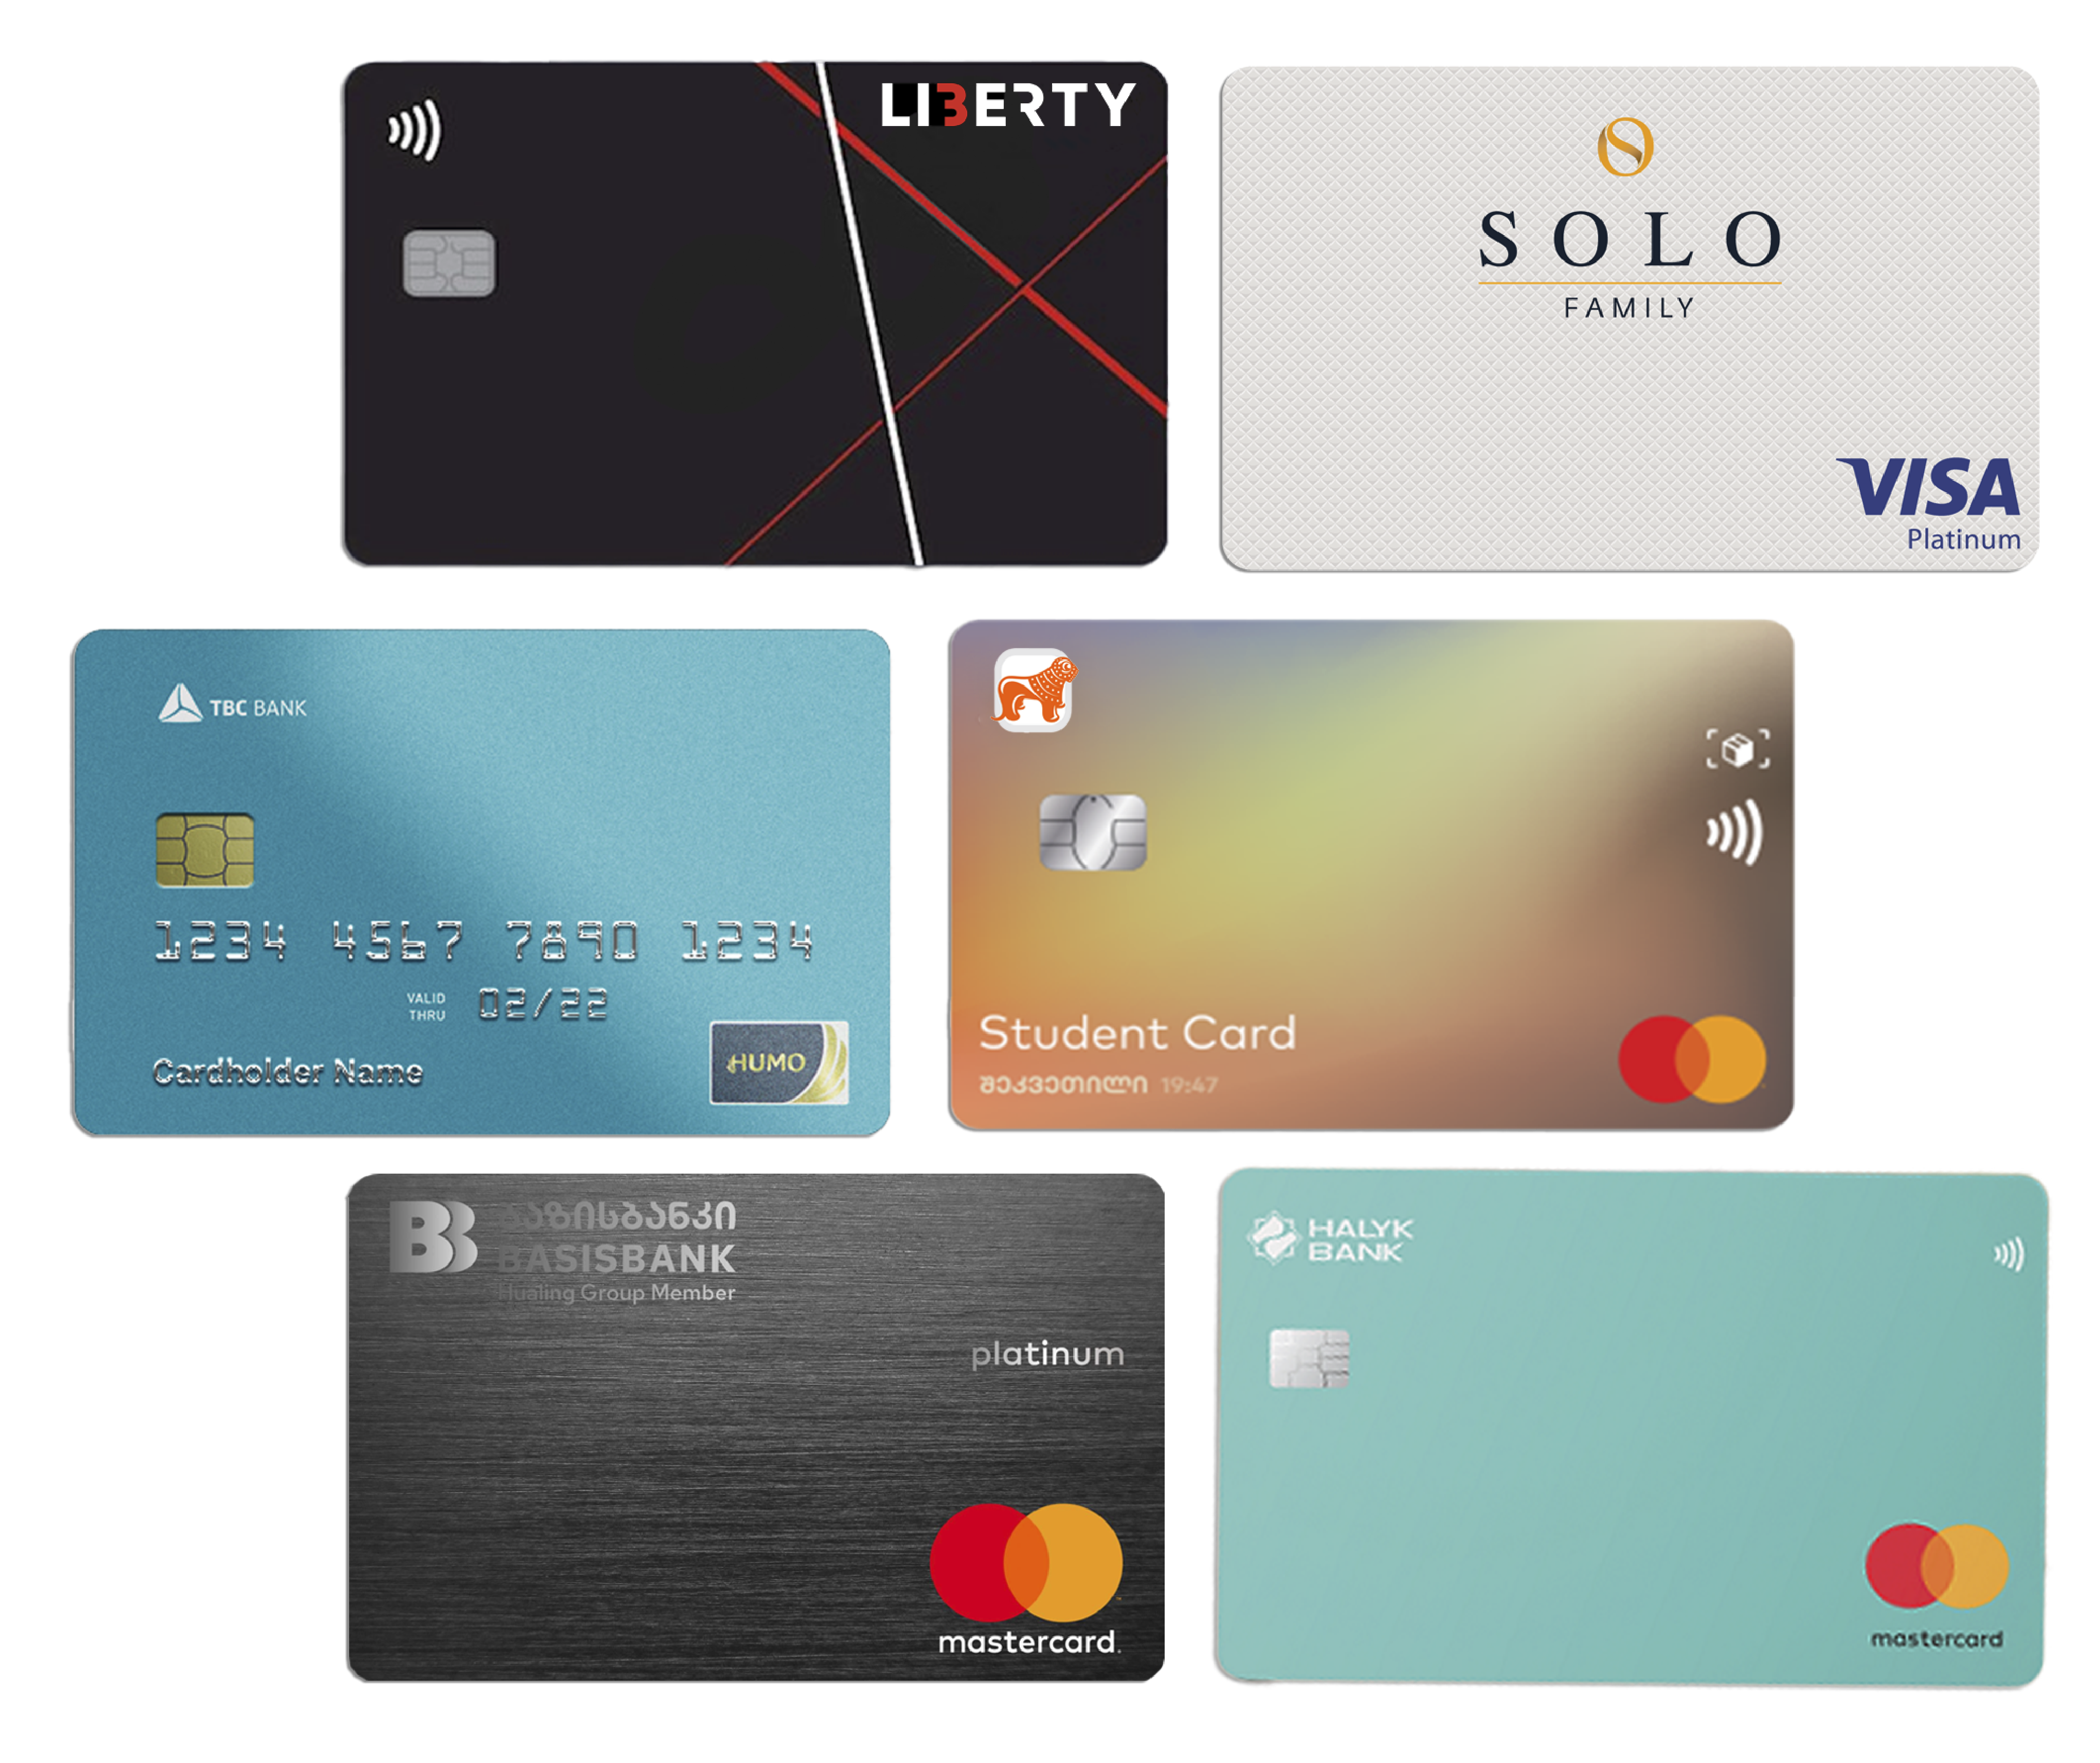 LIBERTY
SOLO
FAMILY
VISA
Platinum
TBC BANK
1234 4567 7890 1234
VALID
THRU
02/22
Cardholder Name
HUMO
Student Card
შეკვეთილი 19:47
BB
ბაზისბანკი
BASISBANK
Hualing Group Member
platinum
mastercard.
HALYK
BANK
mastercard